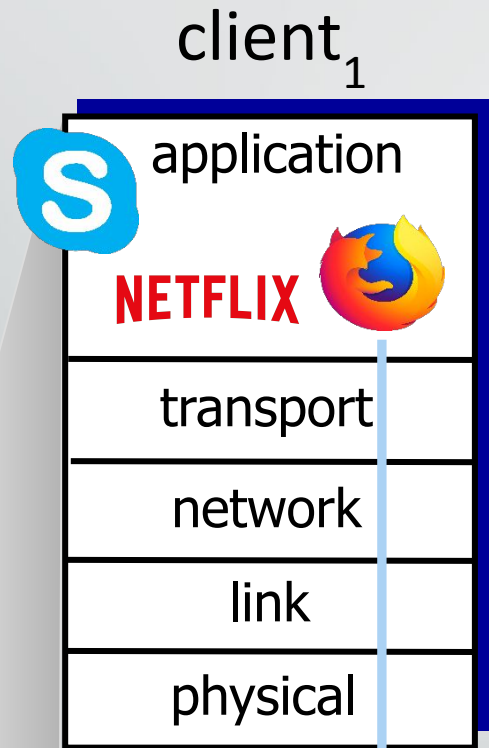 client₁
application
S
NETFLIX
transport
network
link
physical